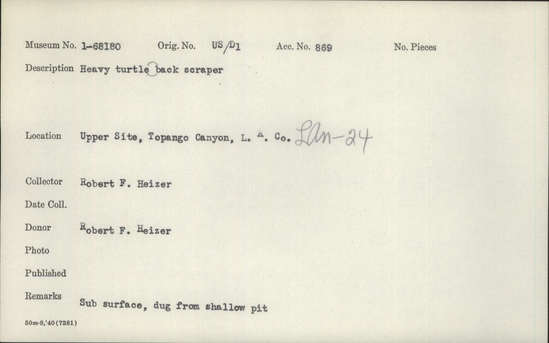 Museum No. 1-68180 Orig. No. US/D1 Acc. No. 869 No. Pieces
Description Heavy turtle back scraper
Location Upper Site, Topango Canyon, L. A. Co. LAn-24
Collector Robert F. Heizer
Date Coll.
Donor Robert F. Heizer
Photo
Published
Remarks Sub surface, dug from shallow pit
50m-8,'40(7281)